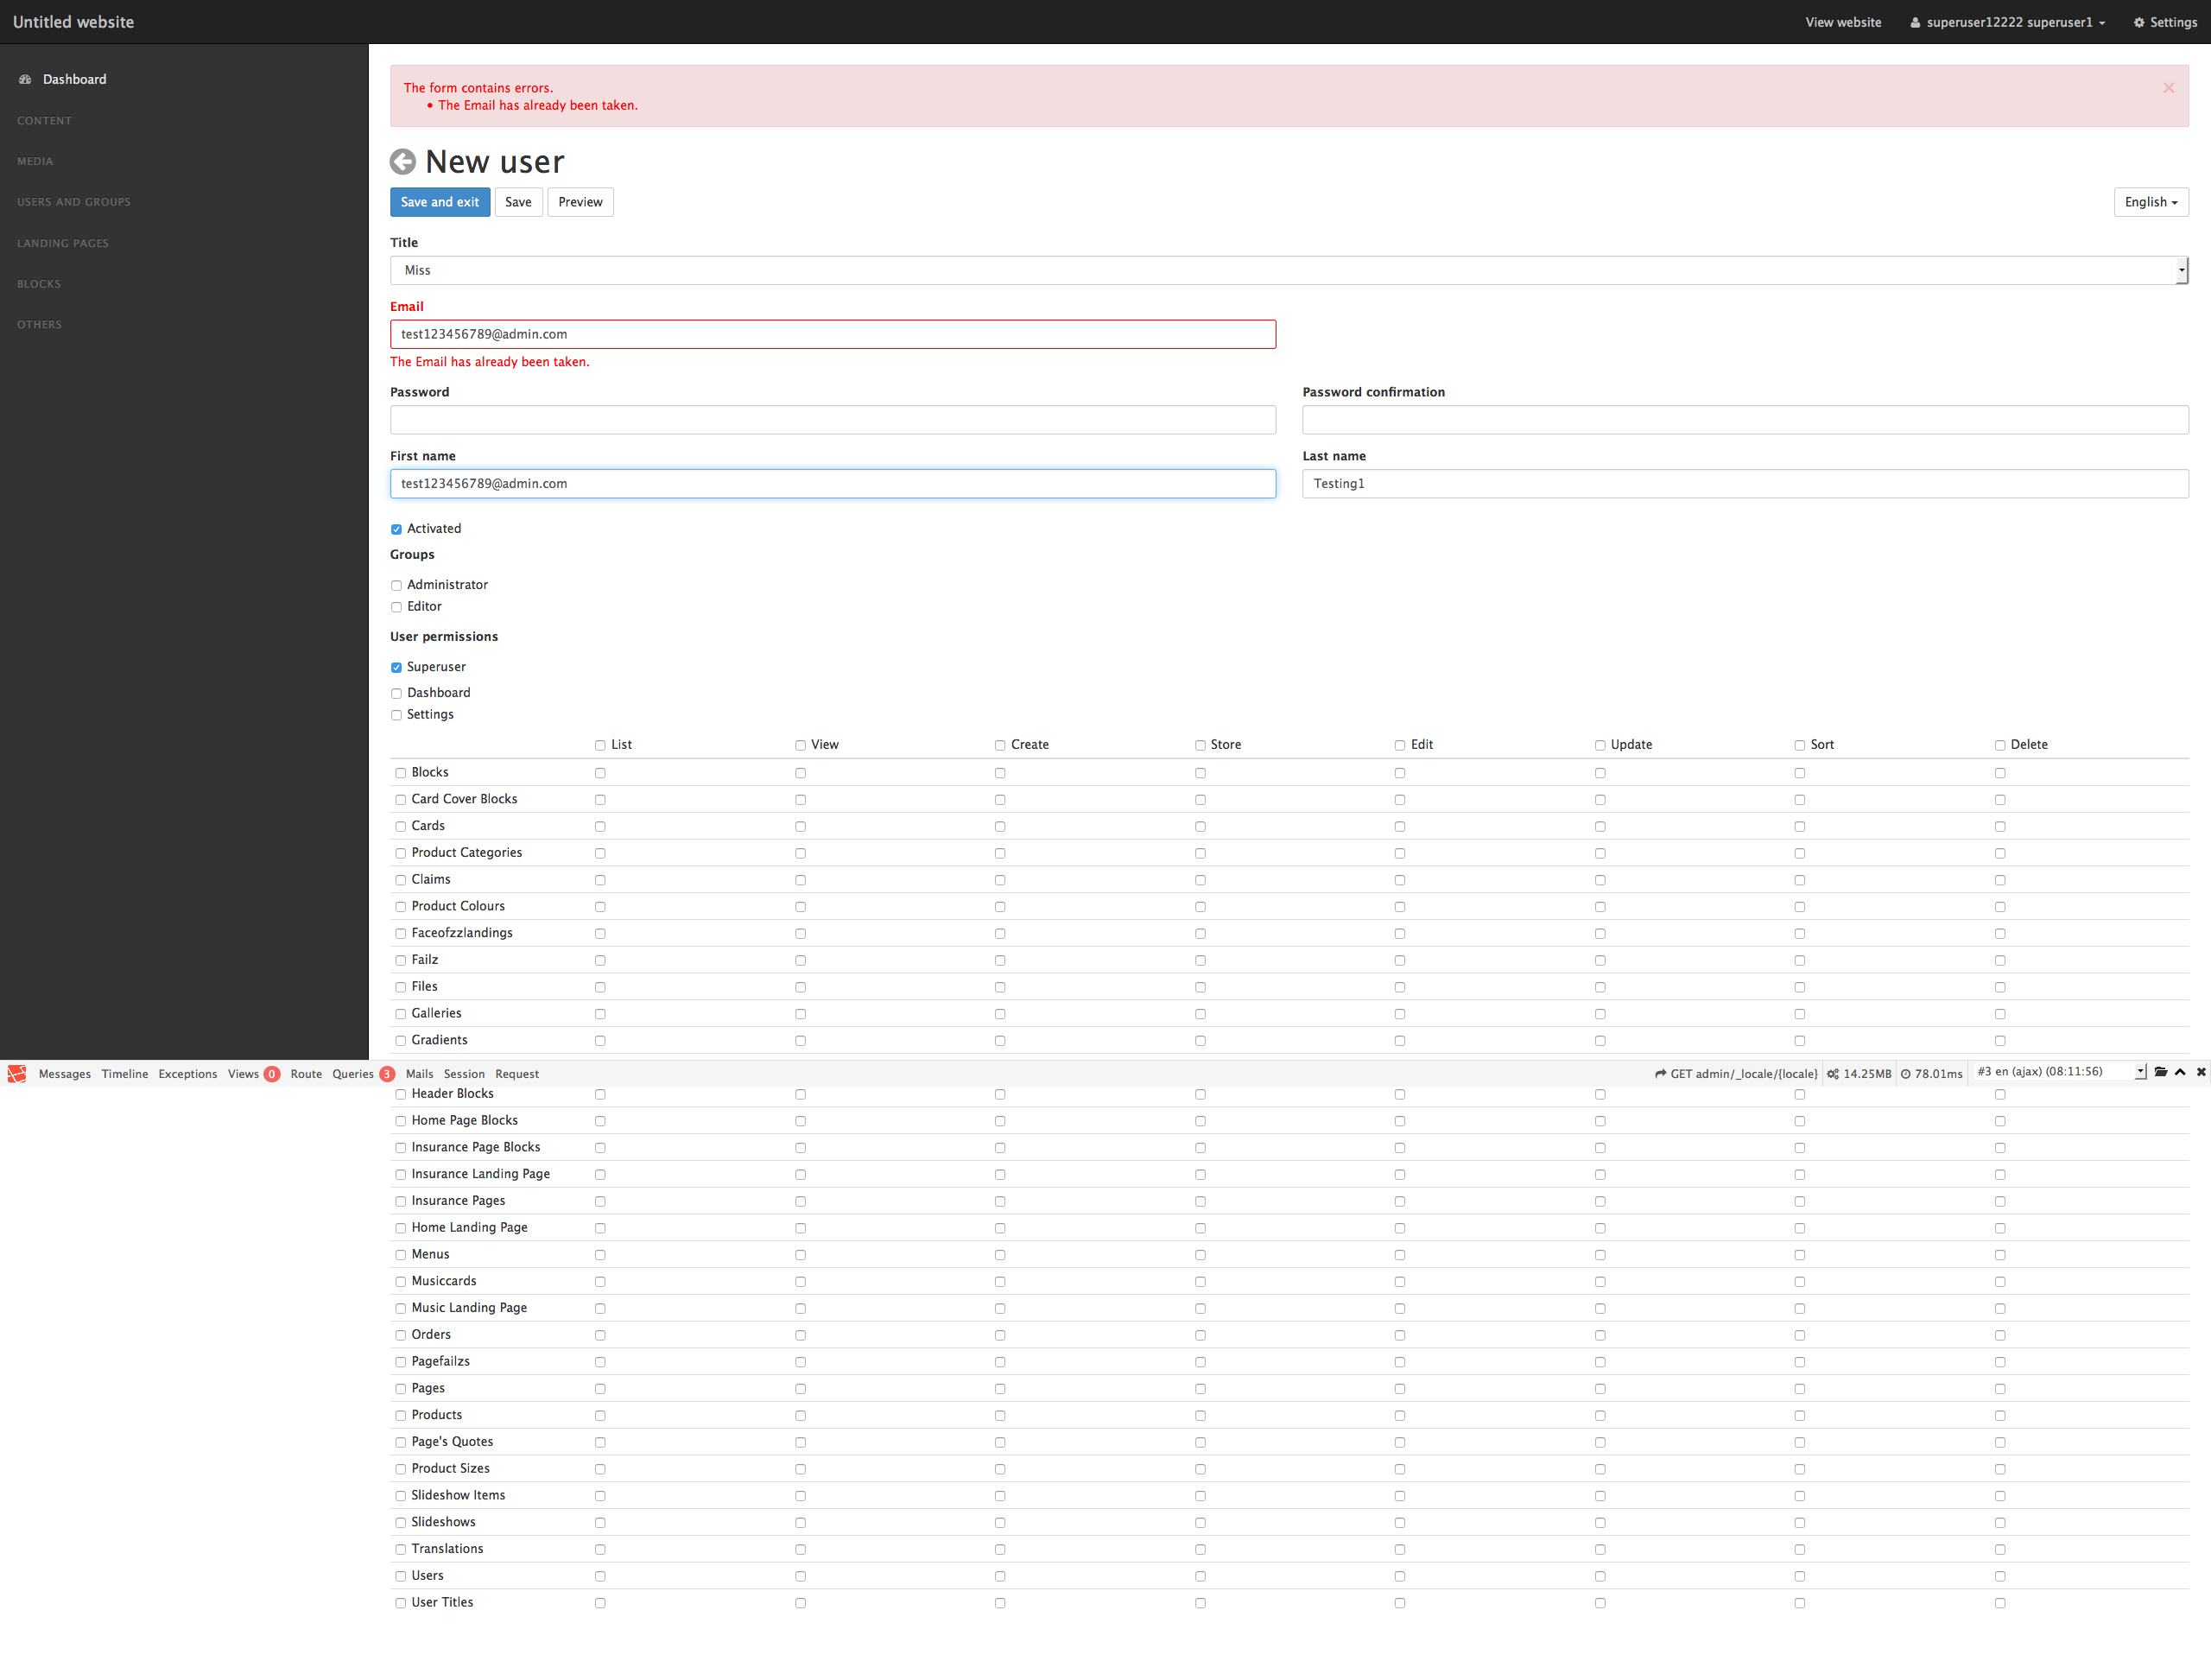 Untitled website
View website superuser12222 superuser1 Settings
Dashboard
CONTENT
MEDIA
USERS AND GROUPS
LANDING PAGES
BLOCKS
OTHERS
The form contains errors.
• The Email has already been taken.
New user
Save and exit Save Preview English
Title
Miss
Email
test123456789@admin.com
The Email has already been taken.
Password Password confirmation
First name Last name
test123456789@admin.com Testing1
Activated
Groups
Administrator
Editor
User permissions
Superuser
Dashboard
Settings
List View Create Store Edit Update Sort Delete
Blocks
Card Cover Blocks
Cards
Product Categories
Claims
Product Colours
Faceofzzlandings
Failz
Files
Galleries
Gradients
Messages Timeline Exceptions Views 0 Route Queries 3 Mails Session Request GET admin/_locale/{locale} 14.25MB 78.01ms #3 en (ajax) (08:11:56)
Header Blocks
Home Page Blocks
Insurance Page Blocks
Insurance Landing Page
Insurance Pages
Home Landing Page
Menus
Musiccards
Music Landing Page
Orders
Pagefailzs
Pages
Products
Page's Quotes
Product Sizes
Slideshow Items
Slideshows
Translations
Users
User Titles